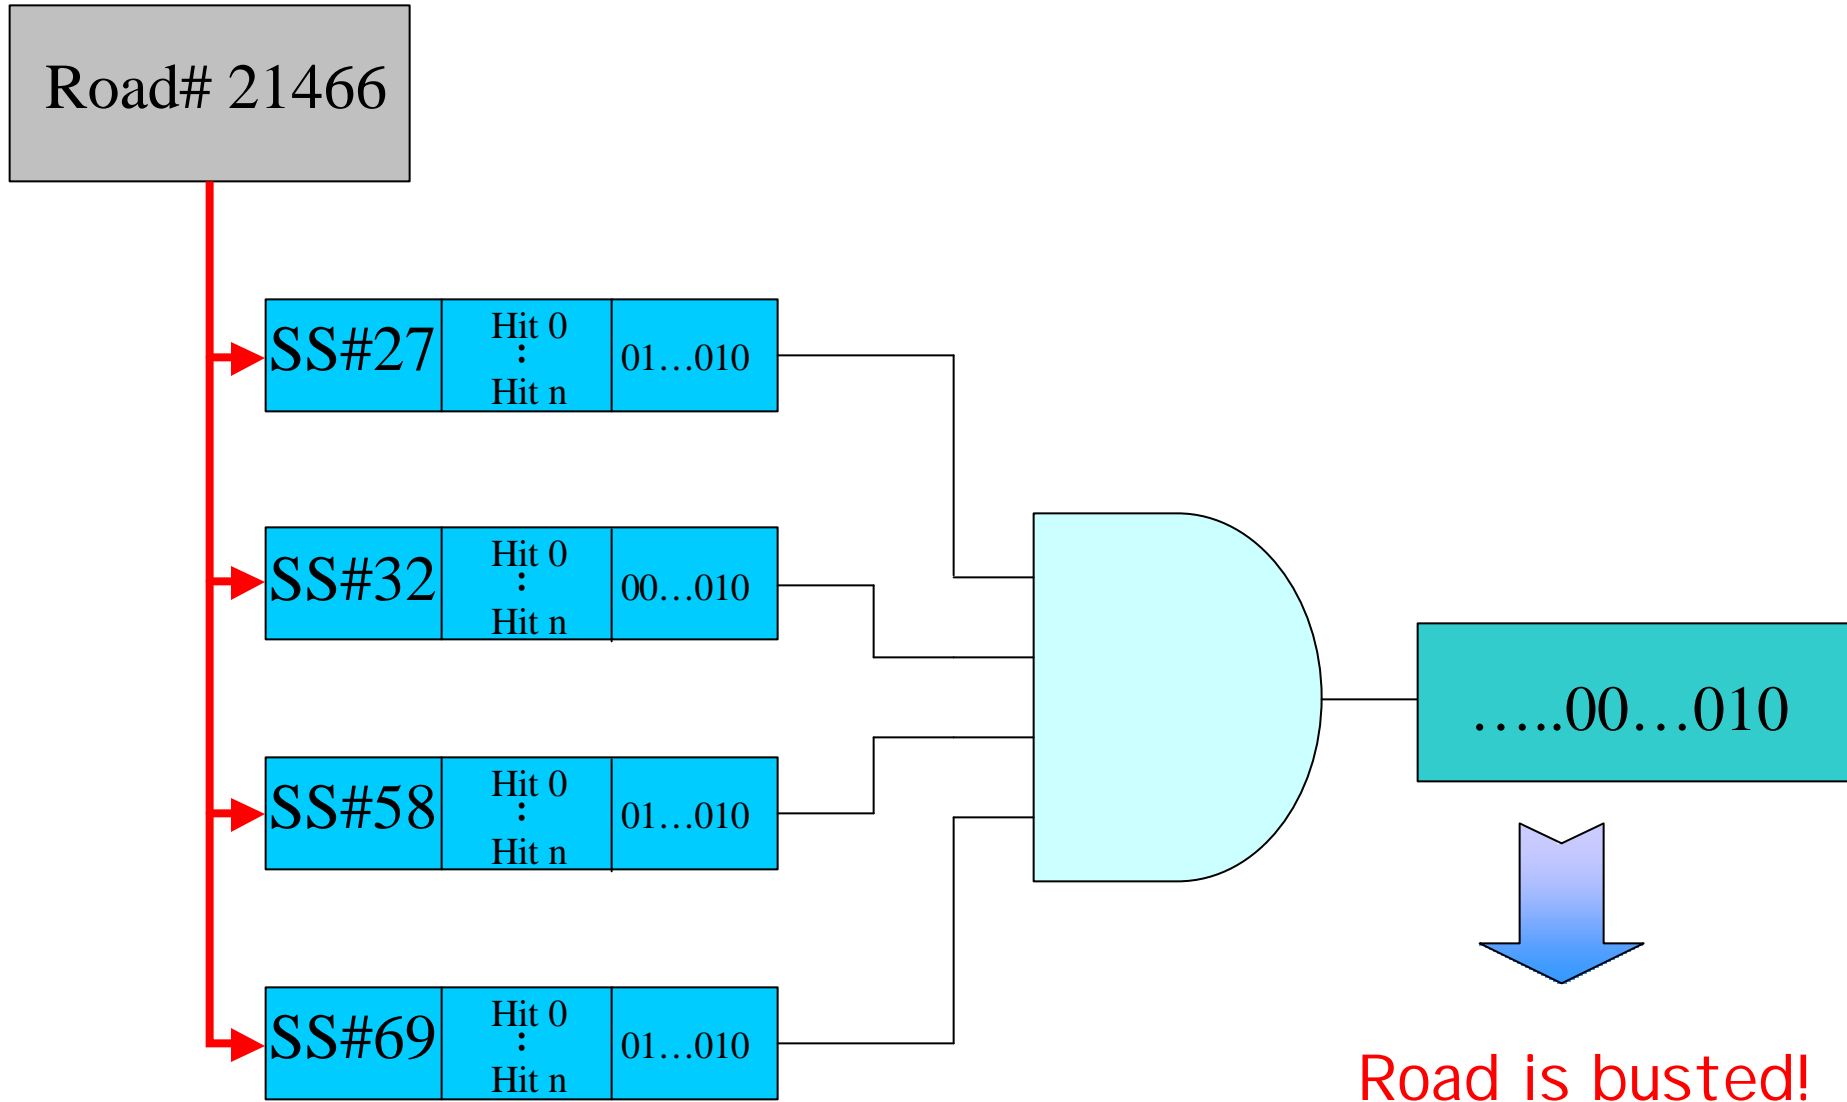 Road# 21466
SS#27
Hit 0
⋮
Hit n
01…010
SS#32
Hit 0
⋮
Hit n
00…010
SS#58
Hit 0
⋮
Hit n
01…010
SS#69
Hit 0
⋮
Hit n
01…010
…..00…010
Road is busted!